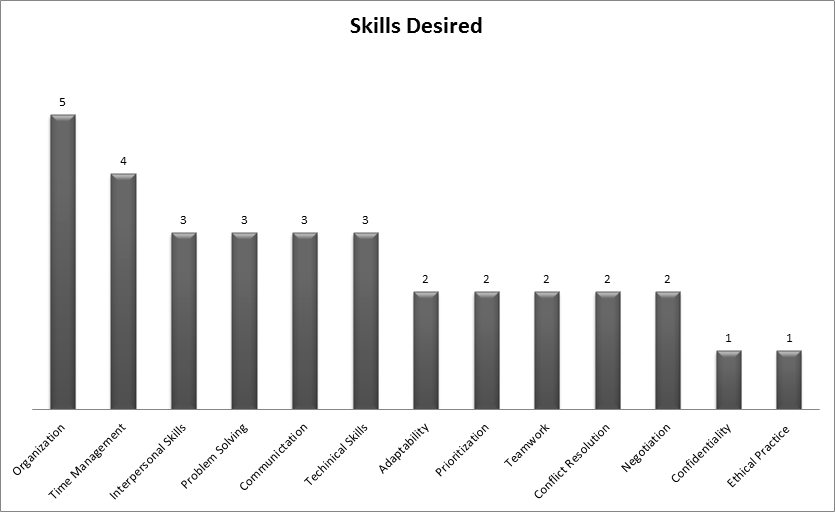 Skills Desired
5
4
3
3
3
3
2
2
2
2
2
1
1
Organization
Time Management
Interpersonal Skills
Problem Solving
Communictation
Techinical Skills
Adaptability
Prioritization
Teamwork
Conflict Resolution
Negotiation
Confidentiality
Ethical Practice